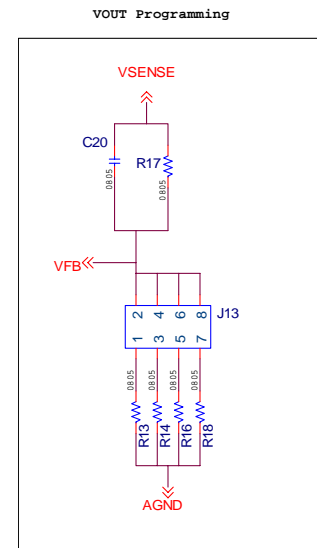 VOUT Programming
VSENSE
C20
R17
0805
0805
VFB
J13
2 4 6 8
1 3 5 7
0805 0805 0805 0805
R13 R14 R16 R18
AGND